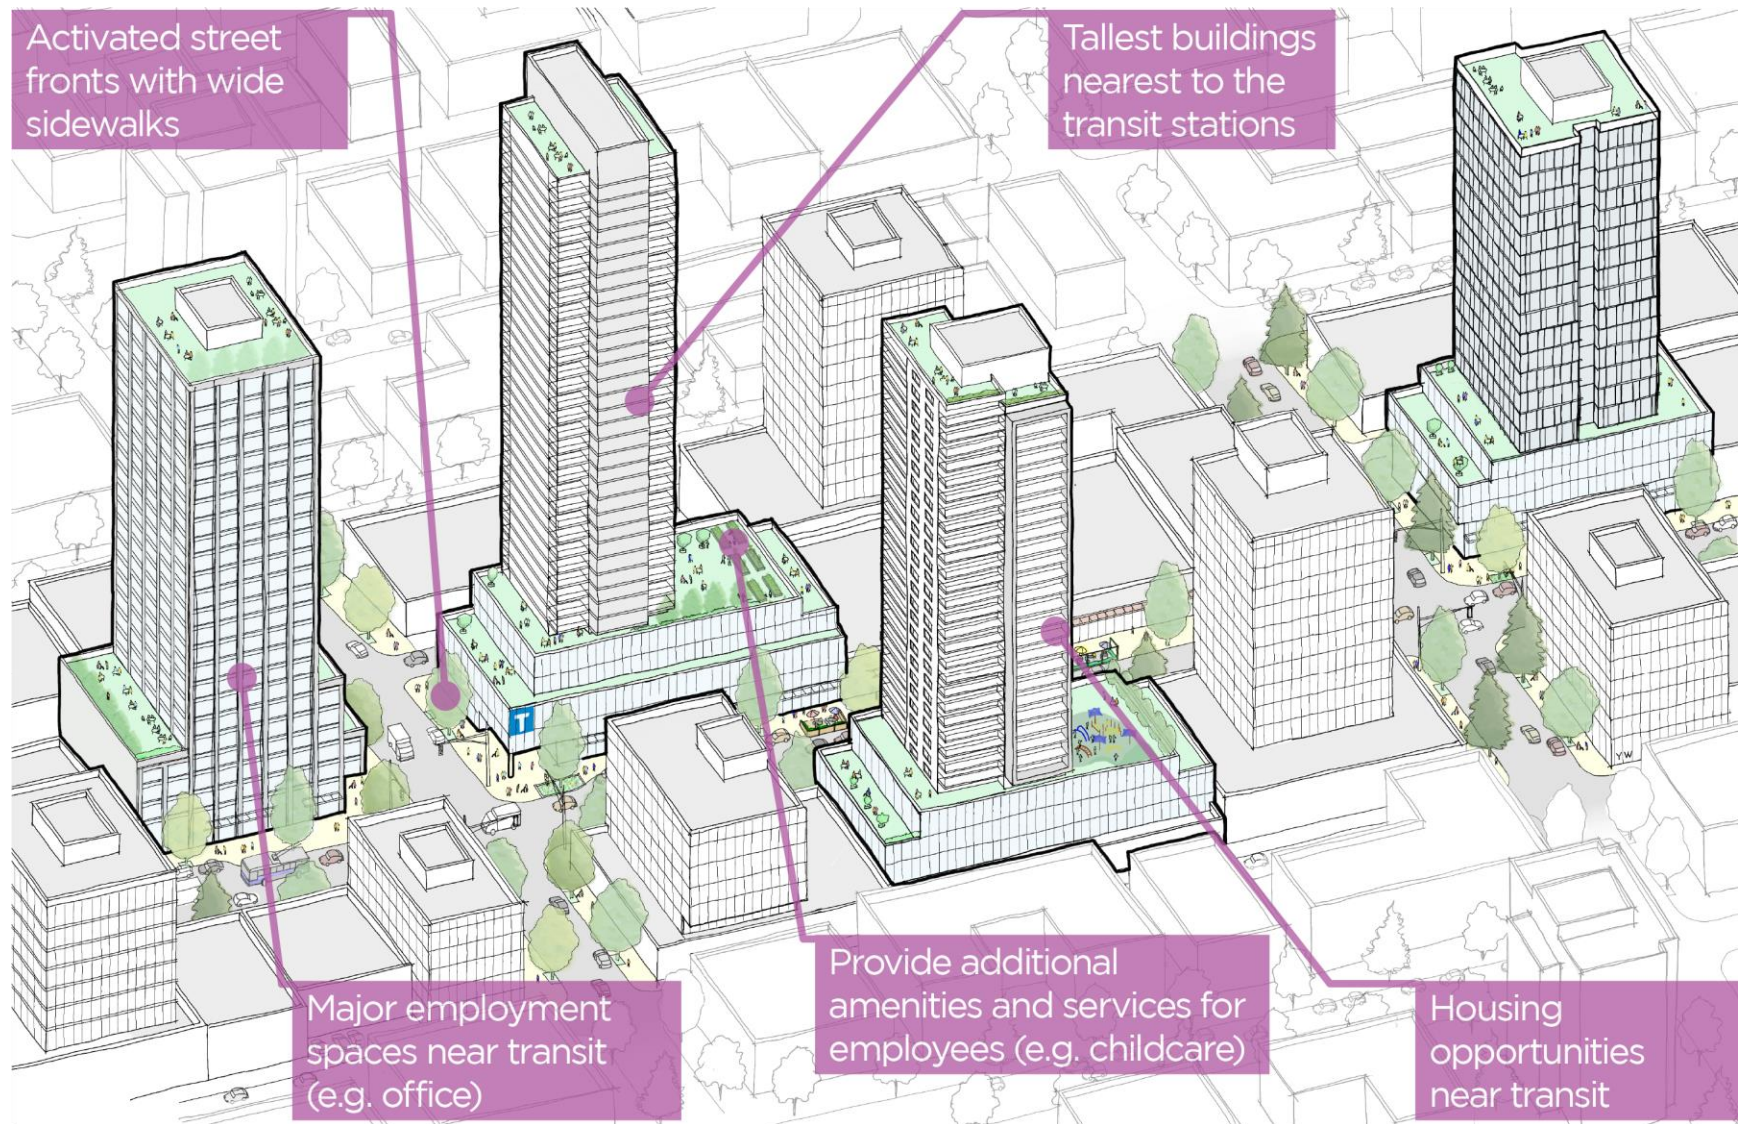 Activated street
fronts with wide
sidewalks
Tallest buildings
nearest to the
transit stations
T
YW
Major employment
spaces near transit
(e.g. office)
Provide additional
amenities and services for
employees (e.g. childcare)
Housing
opportunities
near transit